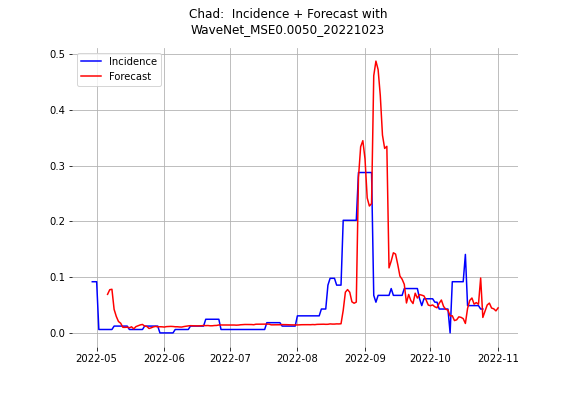 Chad:  Incidence + Forecast with
WaveNet_MSE0.0050_20221023
Incidence
Forecast
0.5
0.4
0.3
0.2
0.1
0.0
2022-05 2022-06 2022-07 2022-08 2022-09 2022-10 2022-11